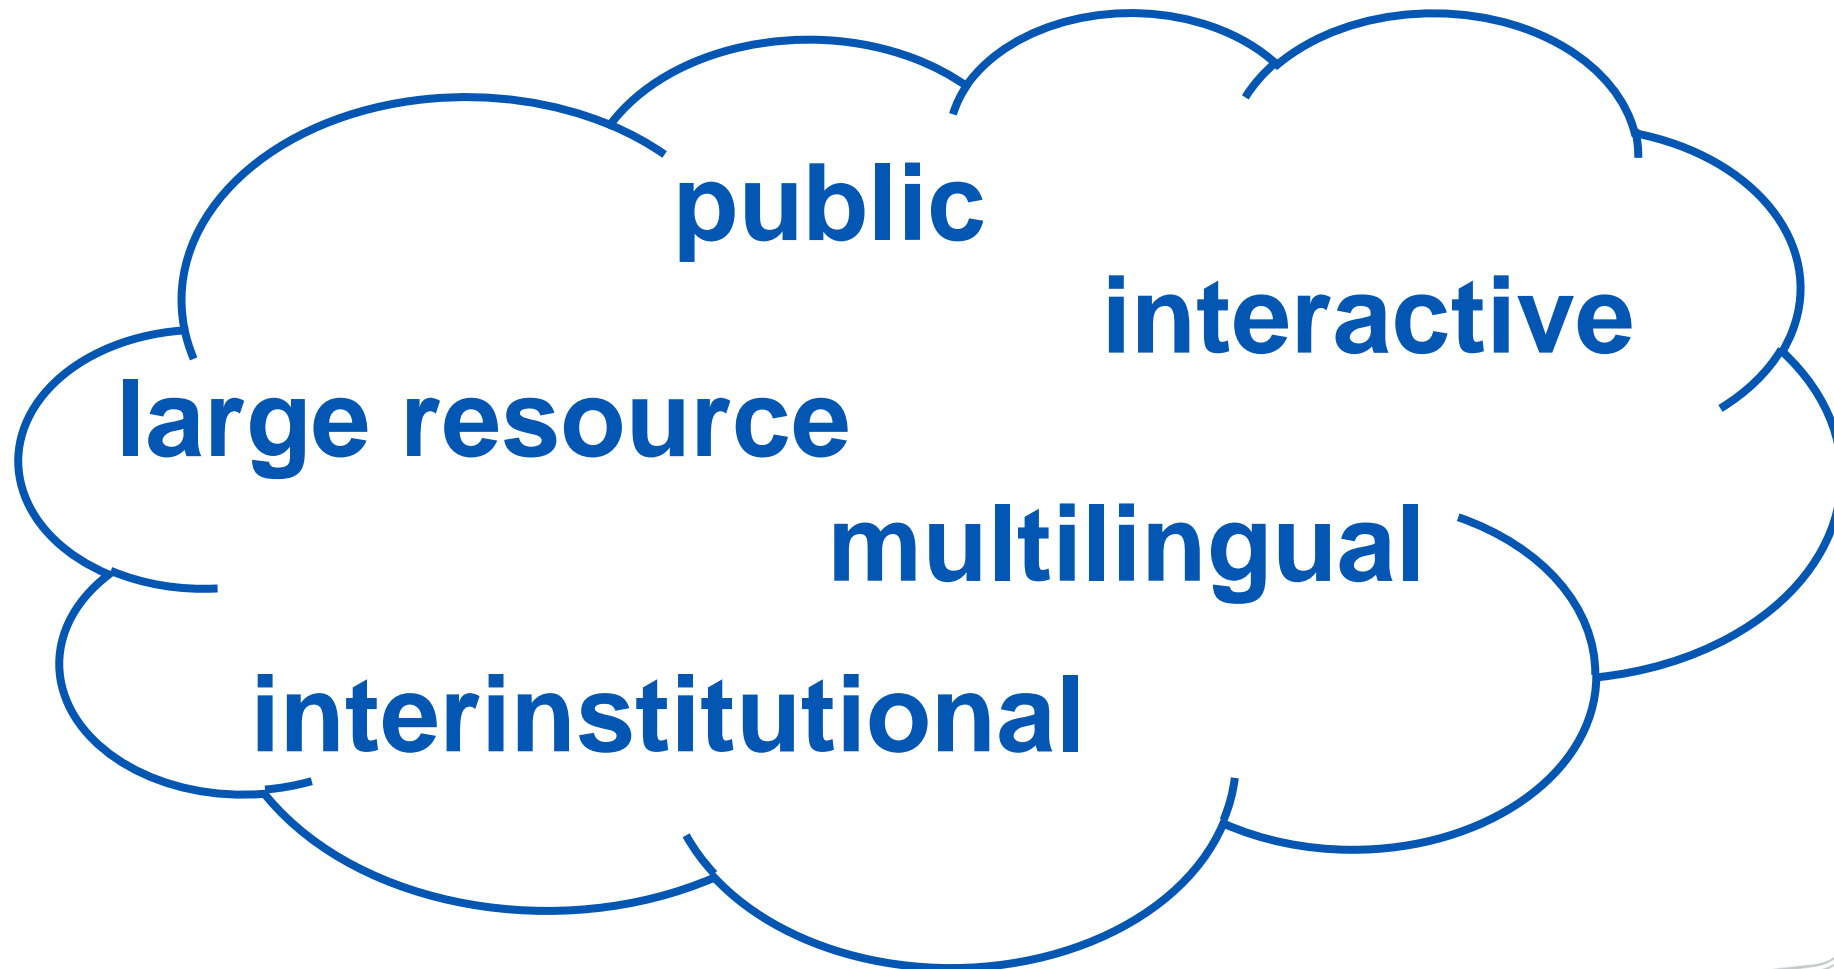 public
interactive
large resource
multilingual
interinstitutional